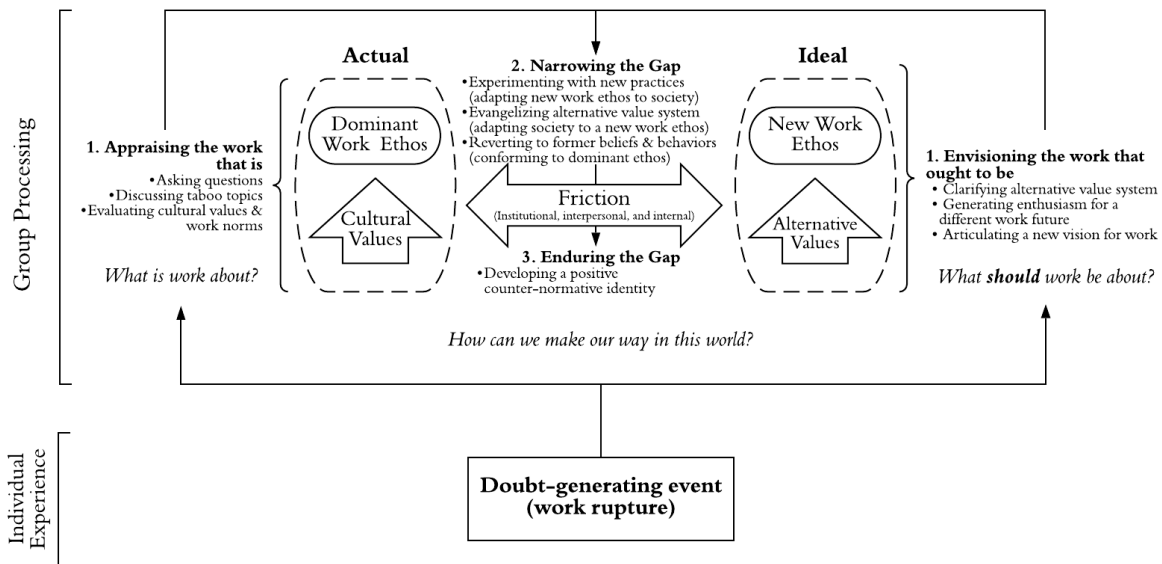 Group Processing
Actual
Ideal
1. Appraising the work
that is
•Asking questions
•Discussing taboo topics
•Evaluating cultural values &
work norms
What is work about?
Dominant
Work Ethos
Cultural
Values
2. Narrowing the Gap
•Experimenting with new practices
(adapting new work ethos to society)
•Evangelizing alternative value system
(adapting society to a new work ethos)
•Reverting to former beliefs & behaviors
(conforming to dominant ethos)
Friction
(Institutional, interpersonal, and internal)
3. Enduring the Gap
•Developing a positive
counter-normative identity
New Work
Ethos
Alternative
Values
1. Envisioning the work that
ought to be
• Clarifying alternative value system
• Generating enthusiasm for a
different work future
• Articulating a new vision for work
What should work be about?
How can we make our way in this world?
Individual
Experience
Doubt-generating event
(work rupture)